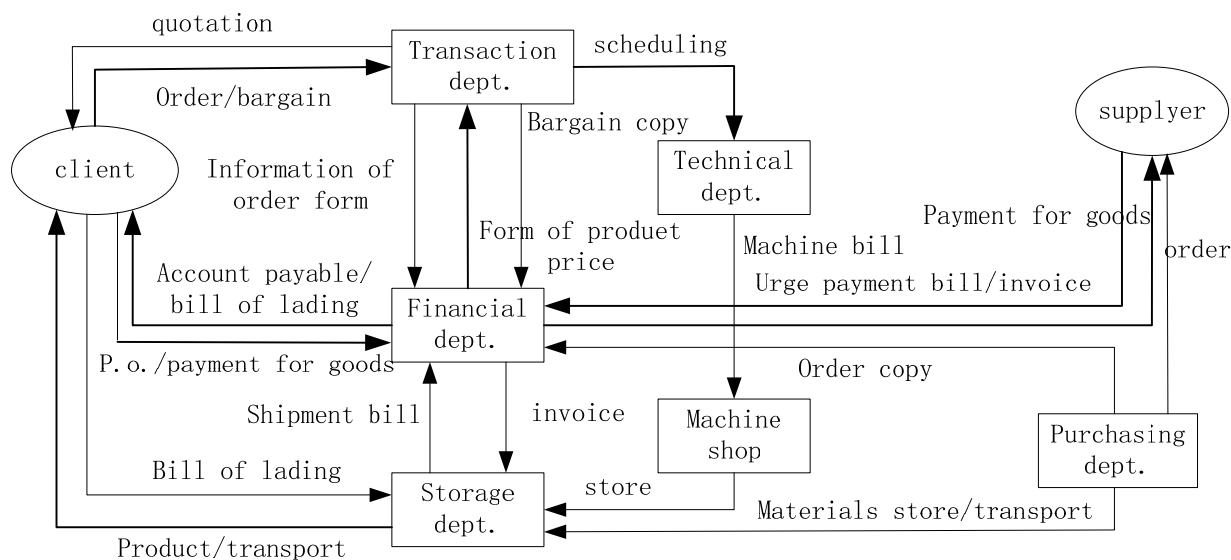 quotation
Transaction
dept.
scheduling
Order/bargain
Bargain copy
supplyer
client
Information of
order form
Technical
dept.
Payment for goods
Form of produet
price
Machine bill
order
Account payable/
bill of lading
Urge payment bill/invoice
Financial
dept.
P.o./payment for goods
Order copy
Shipment bill
invoice
Machine
shop
Purchasing
dept.
Bill of lading
store
Storage
dept.
Materials store/transport
Product/transport